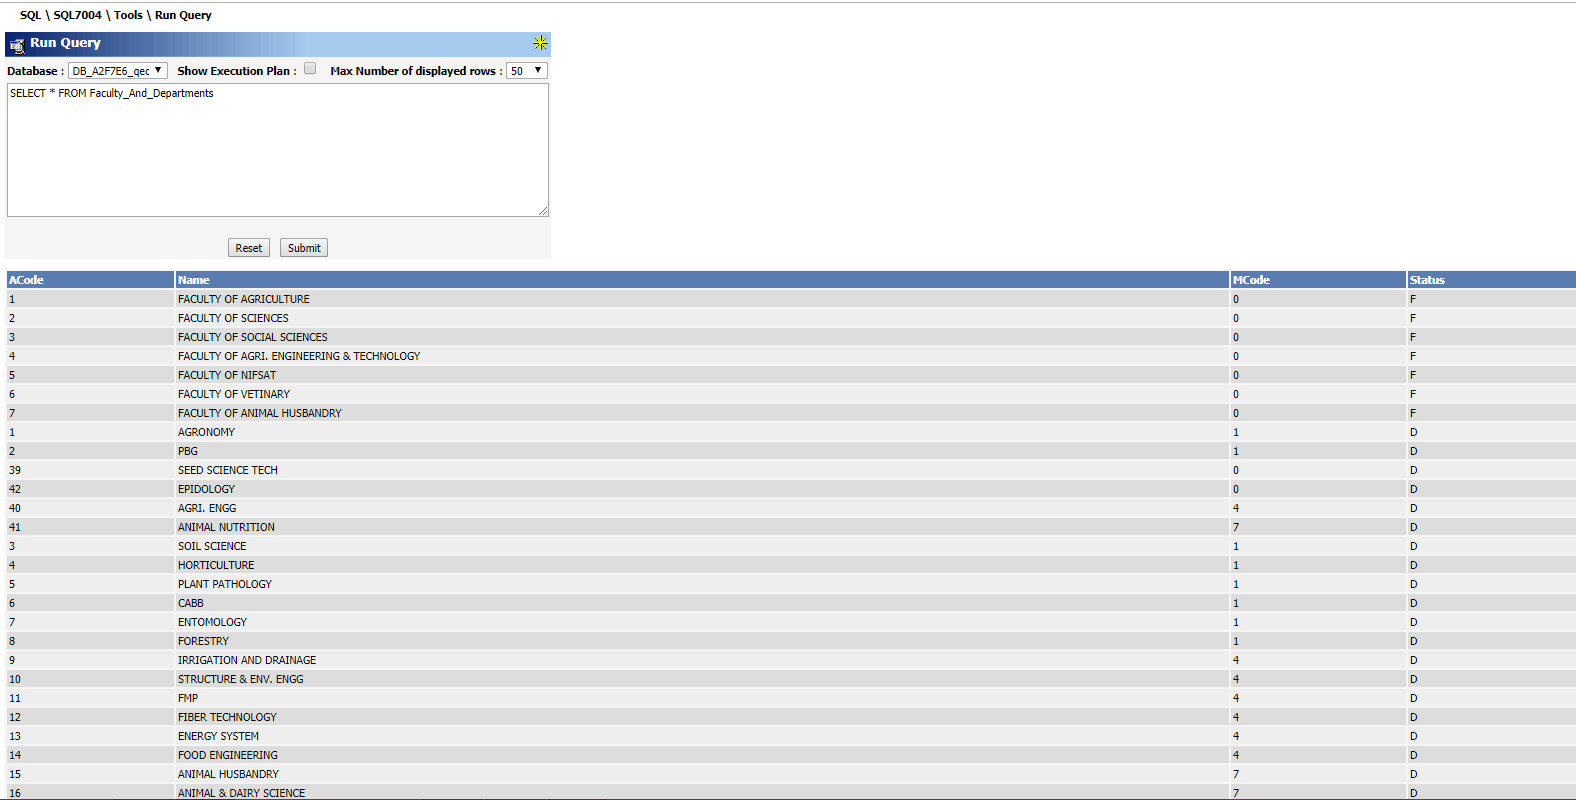 SQL \ SQL7004 \ Tools \ Run Query
Run Query
Database : DB_A2F7E6_qec Show Execution Plan : Max Number of displayed rows : 50
SELECT * FROM Faculty_And_Departments
Reset Submit
ACode Name MCode Status
1 FACULTY OF AGRICULTURE 0 F
2 FACULTY OF SCIENCES 0 F
3 FACULTY OF SOCIAL SCIENCES 0 F
4 FACULTY OF AGRI. ENGINEERING & TECHNOLOGY 0 F
5 FACULTY OF NIFSAT 0 F
6 FACULTY OF VETINARY 0 F
7 FACULTY OF ANIMAL HUSBANDRY 0 F
1 AGRONOMY 1 D
2 PBG 1 D
39 SEED SCIENCE TECH 0 D
42 EPIDOLOGY 0 D
40 AGRI. ENGG 4 D
41 ANIMAL NUTRITION 7 D
3 SOIL SCIENCE 1 D
4 HORTICULTURE 1 D
5 PLANT PATHOLOGY 1 D
6 CABB 1 D
7 ENTOMOLOGY 1 D
8 FORESTRY 1 D
9 IRRIGATION AND DRAINAGE 4 D
10 STRUCTURE & ENV. ENGG 4 D
11 FMP 4 D
12 FIBER TECHNOLOGY 4 D
13 ENERGY SYSTEM 4 D
14 FOOD ENGINEERING 4 D
15 ANIMAL HUSBANDRY 7 D
16 ANIMAL & DAIRY SCIENCE 7 D